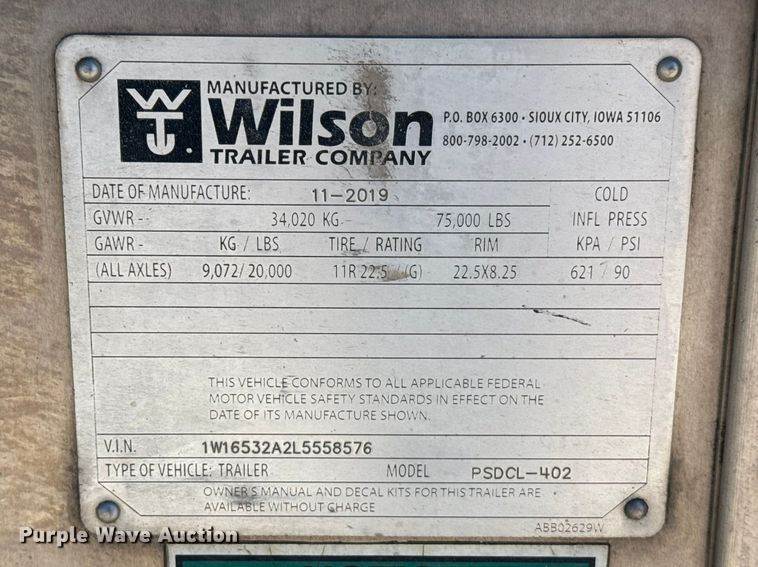 MANUFACTURED BY:
WT
Wilson
TRAILER COMPANY
P.O. BOX 6300 • SIOUX CITY, IOWA 51106
800-798-2002 • (712) 252-6500
DATE OF MANUFACTURE: 11-2019 COLD
GVWR - 34,020 KG- 75,000 LBS INFL PRESS
GAWR - KG / LBS TIRE / RATING RIM KPA / PSI
(ALL AXLES) 9,072/20,000 11R 22.5 (G) 22.5X8.25 621 / 90
THIS VEHICLE CONFORMS TO ALL APPLICABLE FEDERAL
MOTOR VEHICLE SAFETY STANDARDS IN EFFECT ON THE
DATE OF ITS MANUFACTURE SHOWN.
V.I.N. 1W16532A2L5558576
TYPE OF VEHICLE: TRAILER MODEL PSDCL-402
OWNER'S MANUAL AND DECAL KITS FOR THIS TRAILER ARE
AVAILABLE WITHOUT CHARGE
ABB02629W
Purple Wave Auction